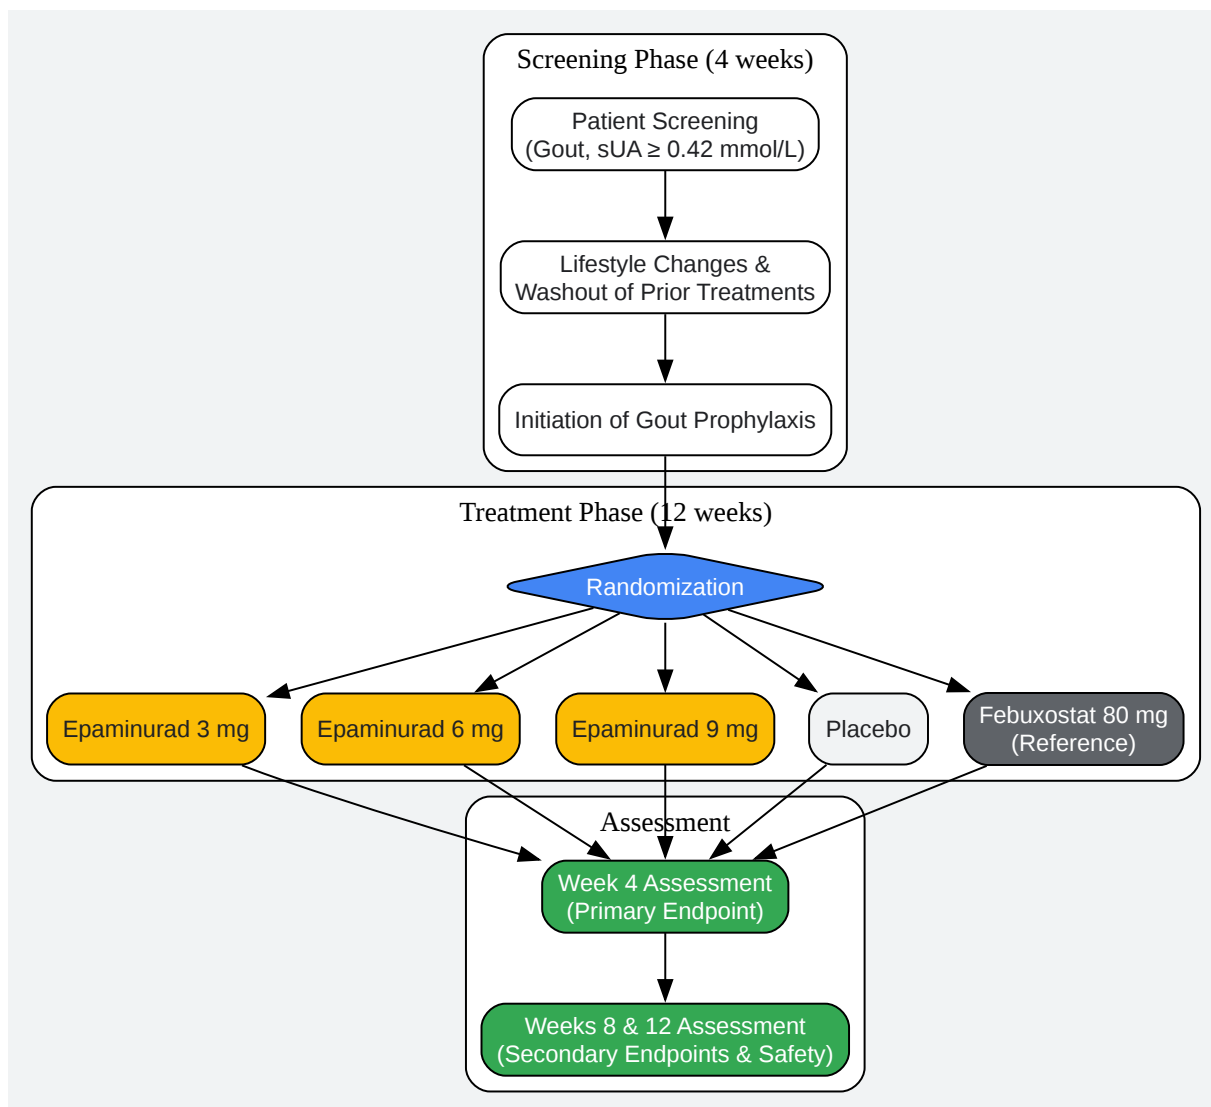 Screening Phase (4 weeks)
Patient Screening
(Gout, sUA ≥ 0.42 mmol/L)
Lifestyle Changes &
Washout of Prior Treatments
Initiation of Gout Prophylaxis
Treatment Phase (12 weeks)
Randomization
Epaminurad 3 mg
Epaminurad 6 mg
Epaminurad 9 mg
Placebo
Febuxostat 80 mg
(Reference)
Assessment
Week 4 Assessment
(Primary Endpoint)
Weeks 8 & 12 Assessment
(Secondary Endpoints & Safety)